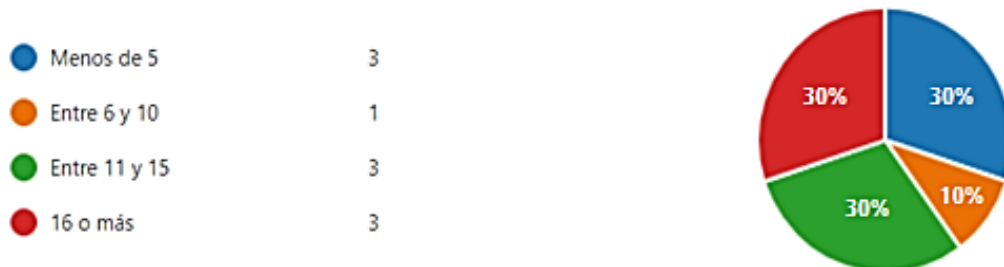 Menos de 5 3
Entre 6 y 10 1
Entre 11 y 15 3
16 o más 3
30% 30%
10%
30%